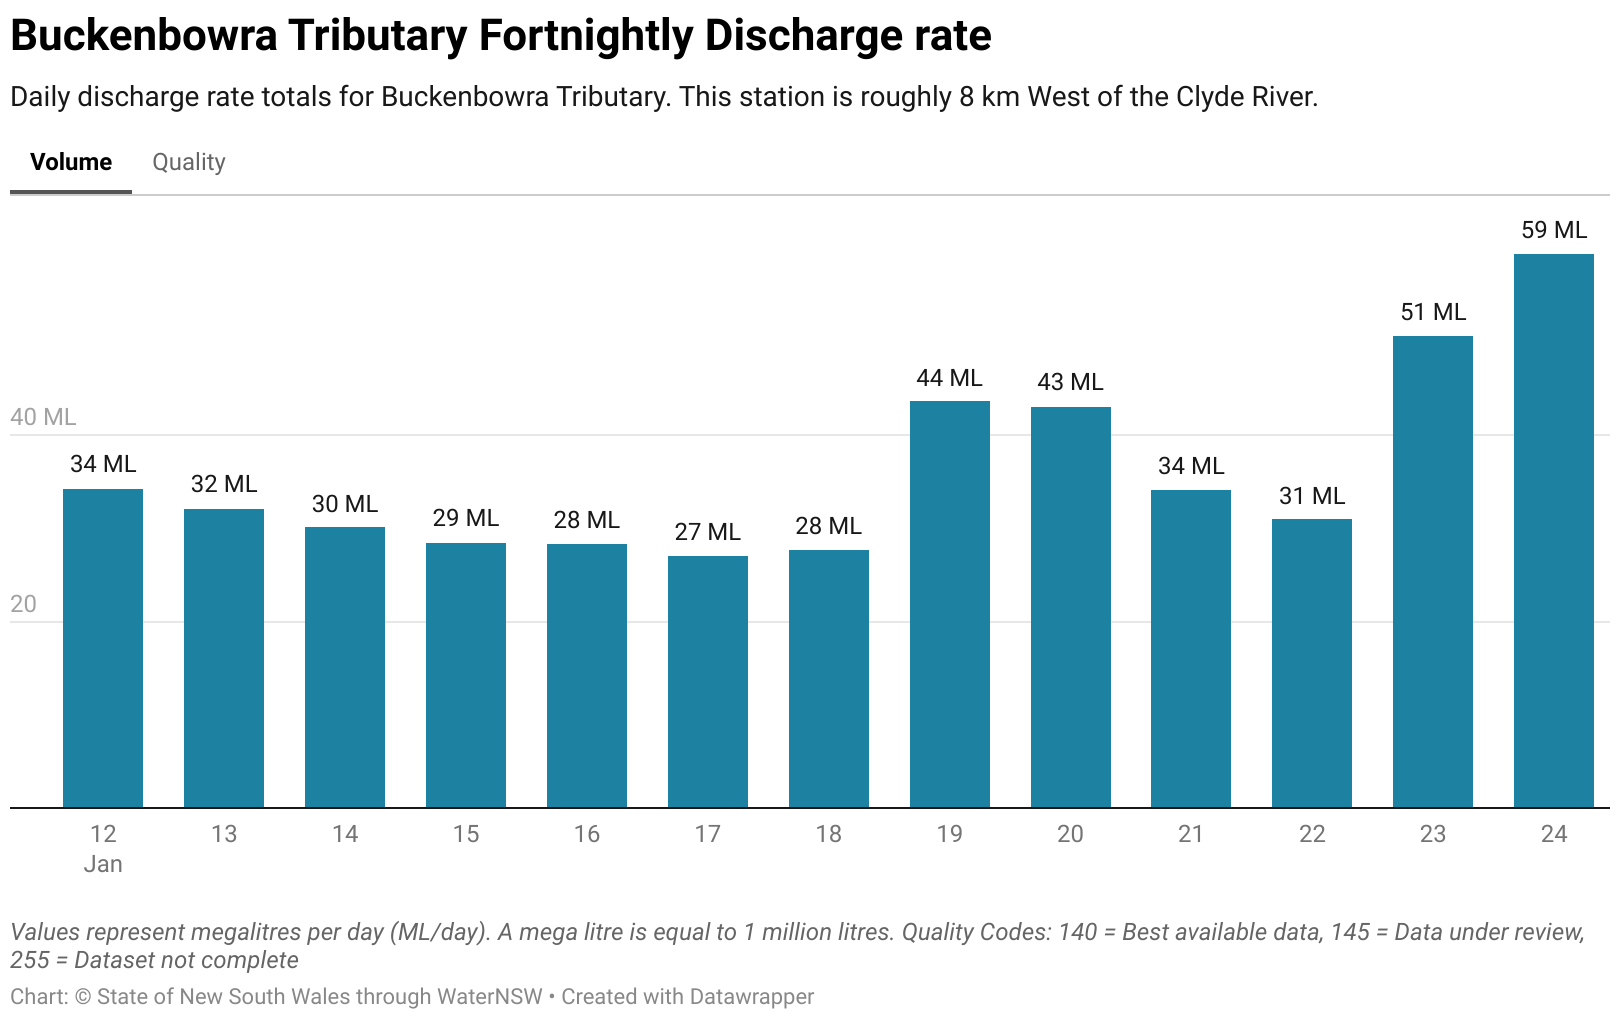 Buckenbowra Tributary Fortnightly Discharge rate
Daily discharge rate totals for Buckenbowra Tributary. This station is roughly 8 km West of the Clyde River.
Volume Quality
59 ML
51 ML
44 ML 43 ML
40 ML
34 ML 32 ML 30 ML 29 ML 28 ML 27 ML 28 ML 34 ML 31 ML
20
12 13 14 15 16 17 18 19 20 21 22 23 24
Jan
Values represent megalitres per day (ML/day). A mega litre is equal to 1 million litres. Quality Codes: 140 = Best available data, 145 = Data under review,
255 = Dataset not complete
Chart: © State of New South Wales through WaterNSW • Created with Datawrapper